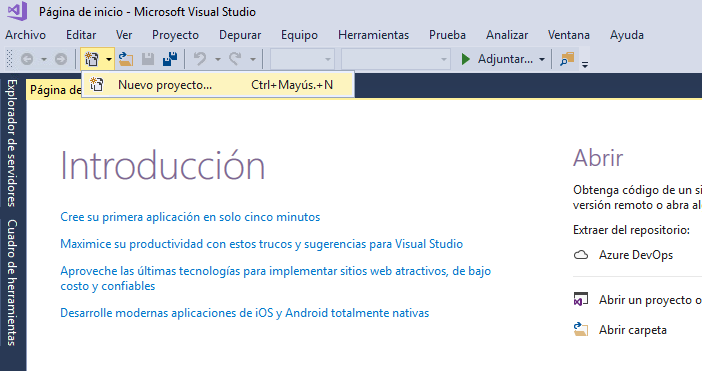 Página de inicio - Microsoft Visual Studio
Archivo Editar Ver Proyecto Depurar Equipo Herramientas Prueba Analizar Ventana Ayuda
Adjuntar...
Nuevo proyecto... Ctrl+Mayús.+N
Página de
Explorador de servidores
Cuadro de herramientas
Introducción
Cree su primera aplicación en solo cinco minutos
Maximice su productividad con estos trucos y sugerencias para Visual Studio
Aproveche las últimas tecnologías para implementar sitios web atractivos, de bajo
costo y confiables
Desarrolle modernas aplicaciones de iOS y Android totalmente nativas
Abrir
Obtenga código de un si
versión remoto o abra al
Extraer del repositorio:
Azure DevOps
Abrir un proyecto o
Abrir carpeta